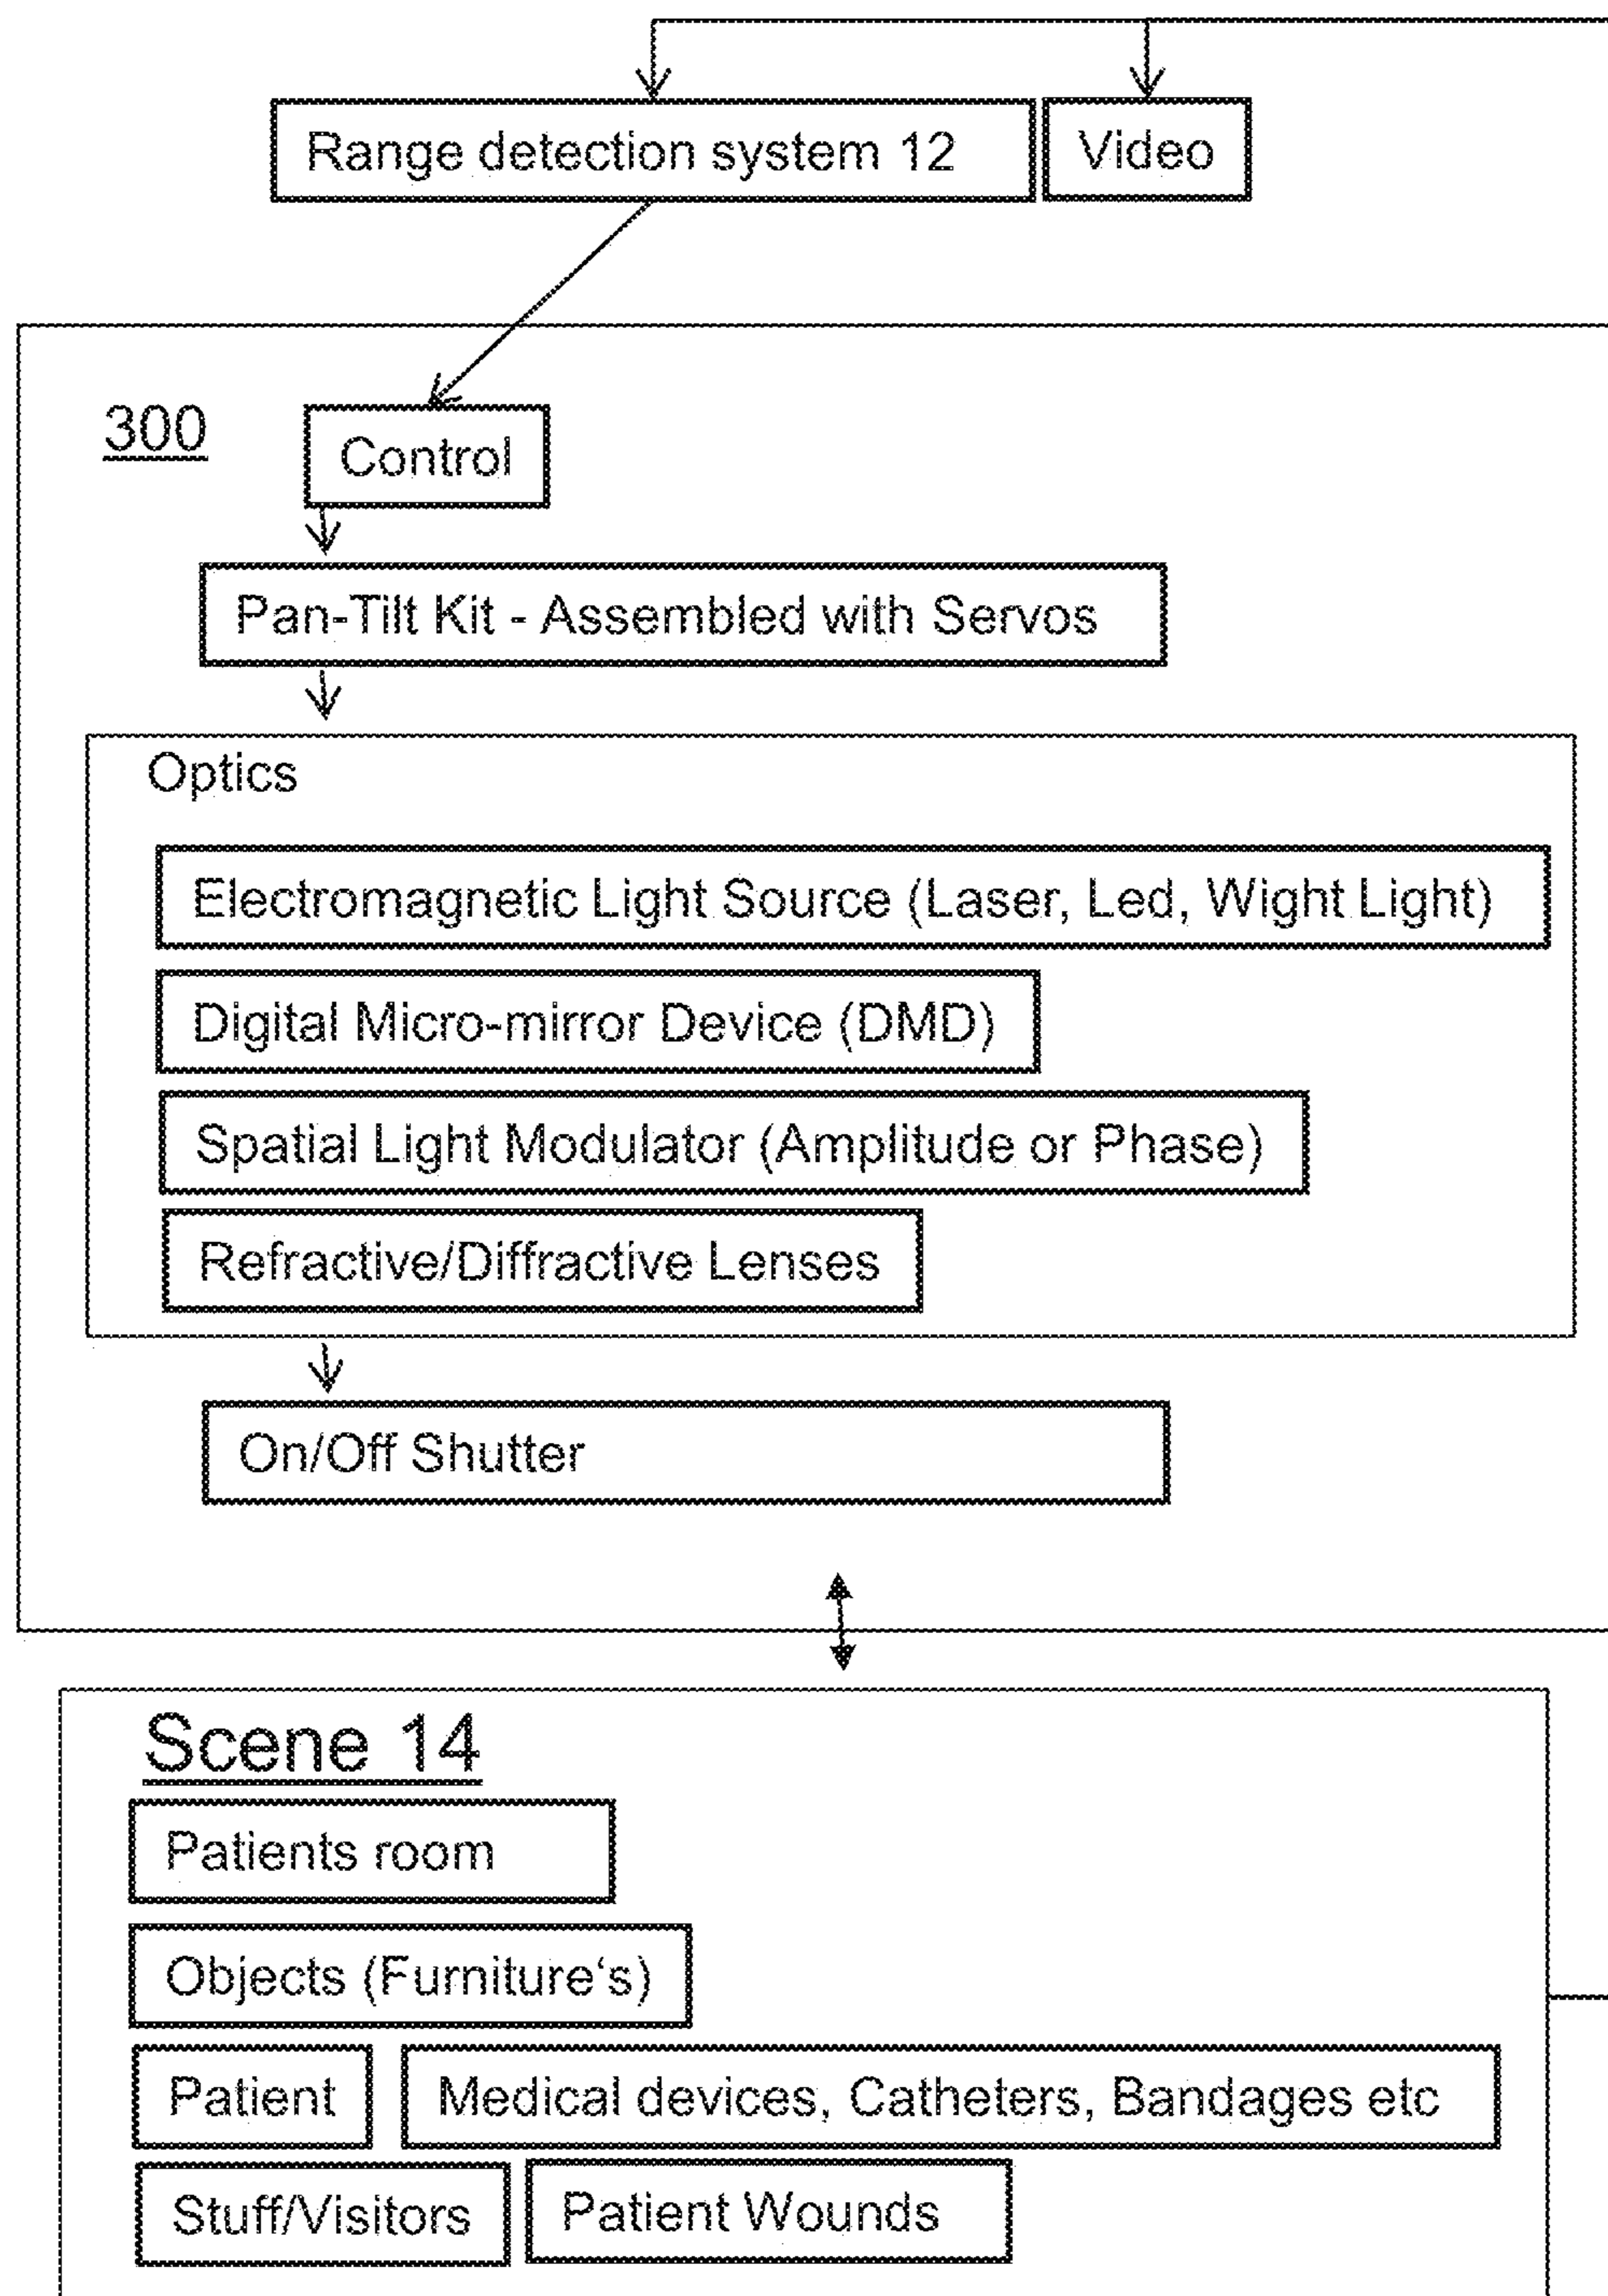 Range detection system 12
Video
300
Control
Pan-Tilt Kit - Assembled with Servos
Optics
Electromagnetic Light Source (Laser, Led, Wight Light)
Digital Micro-mirror Device (DMD)
Spatial Light Modulator (Amplitude or Phase)
Refractive/Diffractive Lenses
On/Off Shutter
Scene 14
Patients room
Objects (Furniture‘s)
Patient
Medical devices, Catheters, Bandages etc
Stuff/Visitors
Patient Wounds